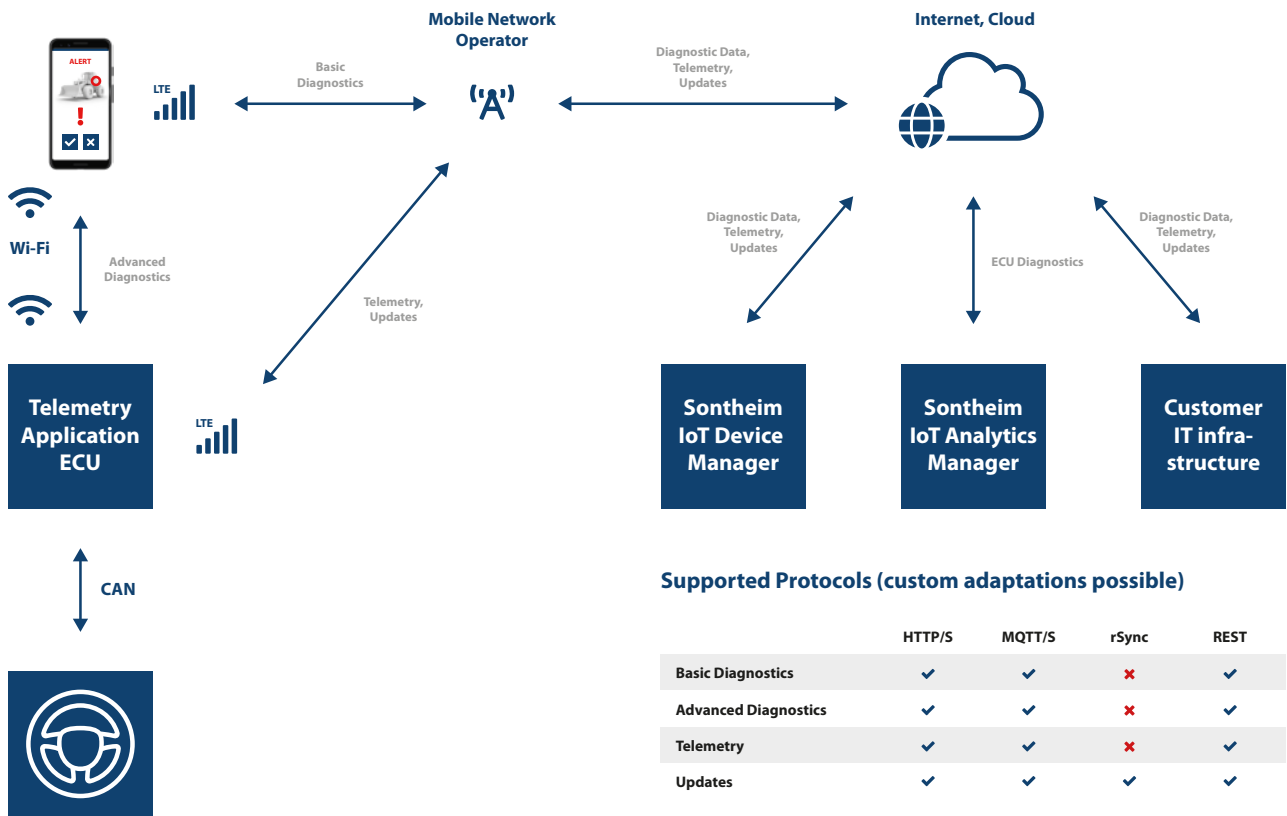 Mobile Network
Operator
Internet, Cloud
ALERT
LTE
Basic
Diagnostics
Diagnostic Data,
Telemetry,
Updates
Wi-Fi
Advanced
Diagnostics
Telemetry,
Updates
Diagnostic Data,
Telemetry,
Updates
ECU Diagnostics
Diagnostic Data,
Telemetry,
Updates
Telemetry
Application
ECU
LTE
Sontheim
IoT Device
Manager
Sontheim
IoT Analytics
Manager
Customer
IT infra-
structure
CAN
Supported Protocols (custom adaptations possible)
HTTP/S MQTT/S rSync REST
Basic Diagnostics
Advanced Diagnostics
Telemetry
Updates